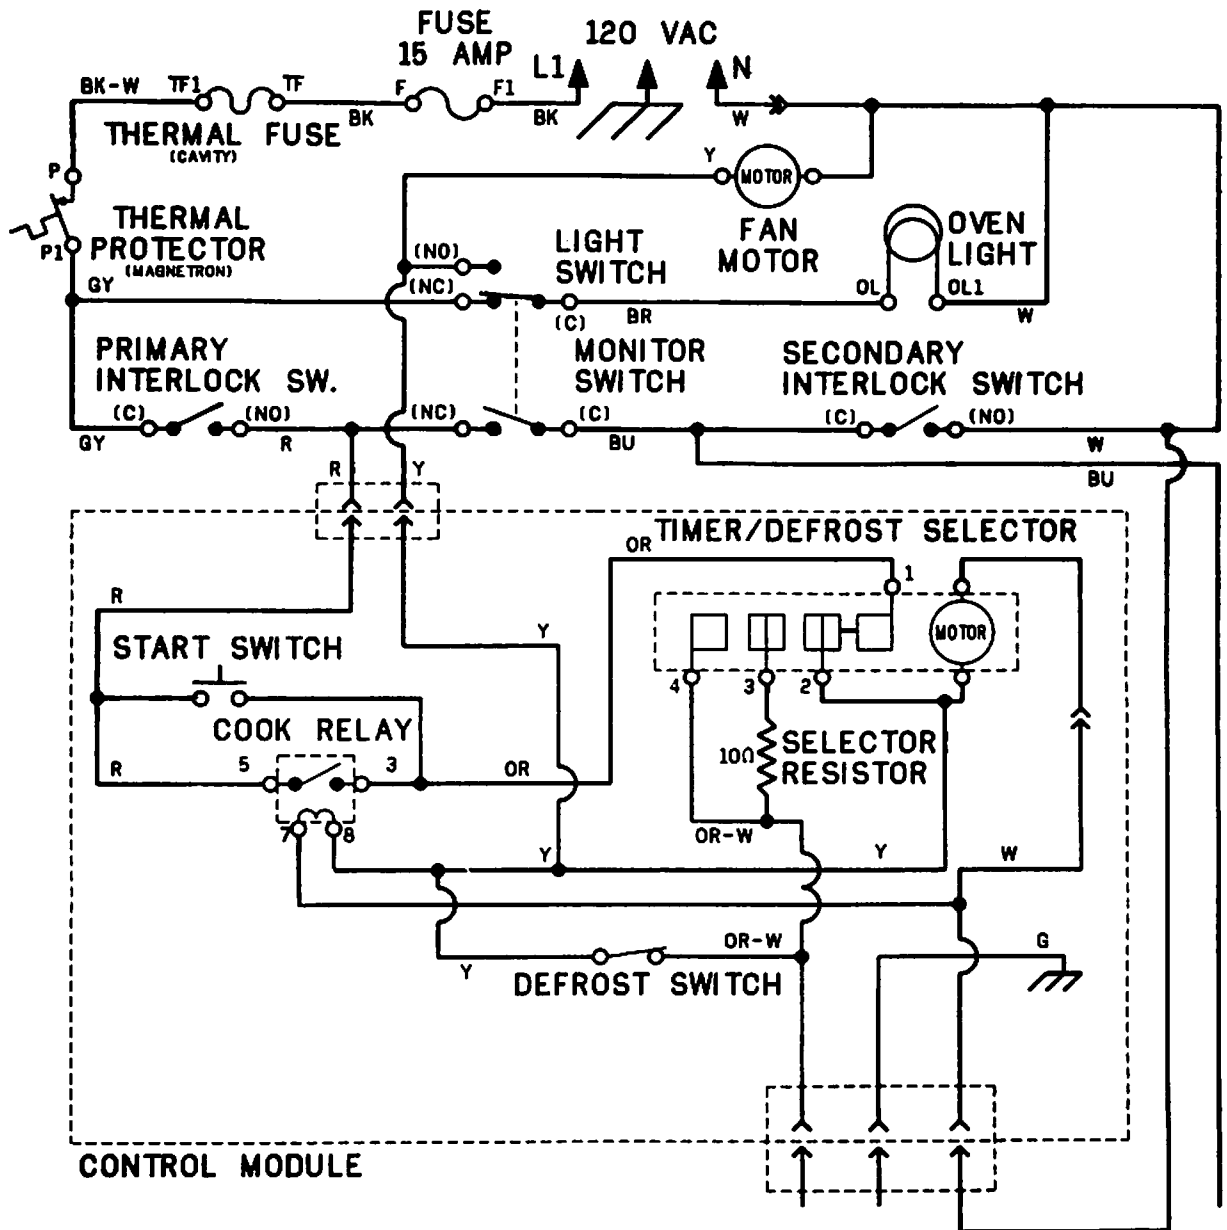 FUSE
15 AMP
120 VAC
BK-W
TF1
TF
F
F1
L1
N
BK
BK
W
THERMAL FUSE
(CAVITY)
P
Y
MOTOR
THERMAL
PROTECTOR
(MAGNETRON)
P1
(NO)
LIGHT
SWITCH
FAN
MOTOR
OVEN
LIGHT
GY
(NC)
(C)
BR
OL
OL1
W
PRIMARY
INTERLOCK SW.
MONITOR
SWITCH
SECONDARY
INTERLOCK SWITCH
(C)
(NO)
(NC)
(C)
(C)
(NO)
GY
R
BU
W
R
Y
BU
TIMER/DEFROST SELECTOR
OR
1
R
Y
MOTOR
START SWITCH
4
3
2
COOK RELAY
10Ω
SELECTOR
RESISTOR
R
5
3
OR
7
8
OR-W
Y
Y
W
OR-W
G
Y
DEFROST SWITCH
CONTROL MODULE